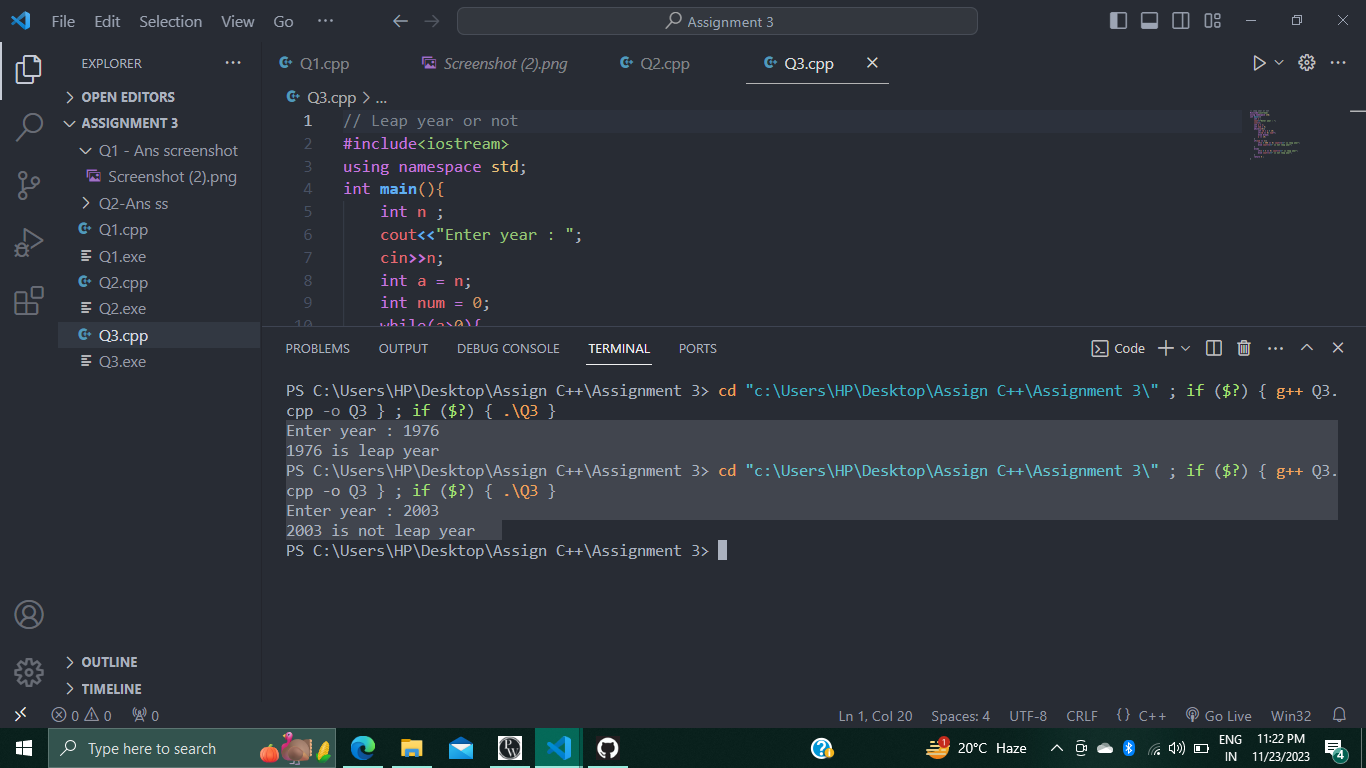 File Edit Selection View Go ··· Assignment 3
EXPLORER ···
Q1.cpp Screenshot (2).png Q2.cpp Q3.cpp
OPEN EDITORS
ASSIGNMENT 3
Q1 - Ans screenshot
Screenshot (2).png
Q2-Ans ss
Q1.cpp
Q1.exe
Q2.cpp
Q2.exe
Q3.cpp
Q3.exe
OUTLINE
TIMELINE
Q3.cpp > ...
1 // Leap year or not
2 #include<iostream>
3 using namespace std;
4 int main(){
5 int n ;
6 cout<<"Enter year : ";
7 cin>>n;
8 int a = n;
9 int num = 0;
10 while(a>0){
PROBLEMS OUTPUT DEBUG CONSOLE TERMINAL PORTS Code
PS C:\Users\HP\Desktop\Assign C++\Assignment 3> cd "c:\Users\HP\Desktop\Assign C++\Assignment 3\" ; if ($?) { g++ Q3.
cpp -o Q3 } ; if ($?) { .\Q3 }
Enter year : 1976
1976 is leap year
PS C:\Users\HP\Desktop\Assign C++\Assignment 3> cd "c:\Users\HP\Desktop\Assign C++\Assignment 3\" ; if ($?) { g++ Q3.
cpp -o Q3 } ; if ($?) { .\Q3 }
Enter year : 2003
2003 is not leap year
PS C:\Users\HP\Desktop\Assign C++\Assignment 3>
0 0 0 Ln 1, Col 20 Spaces: 4 UTF-8 CRLF {} C++ Go Live Win32
Type here to search 1 20°C Haze ENG 11:22 PM
IN 11/23/2023 4